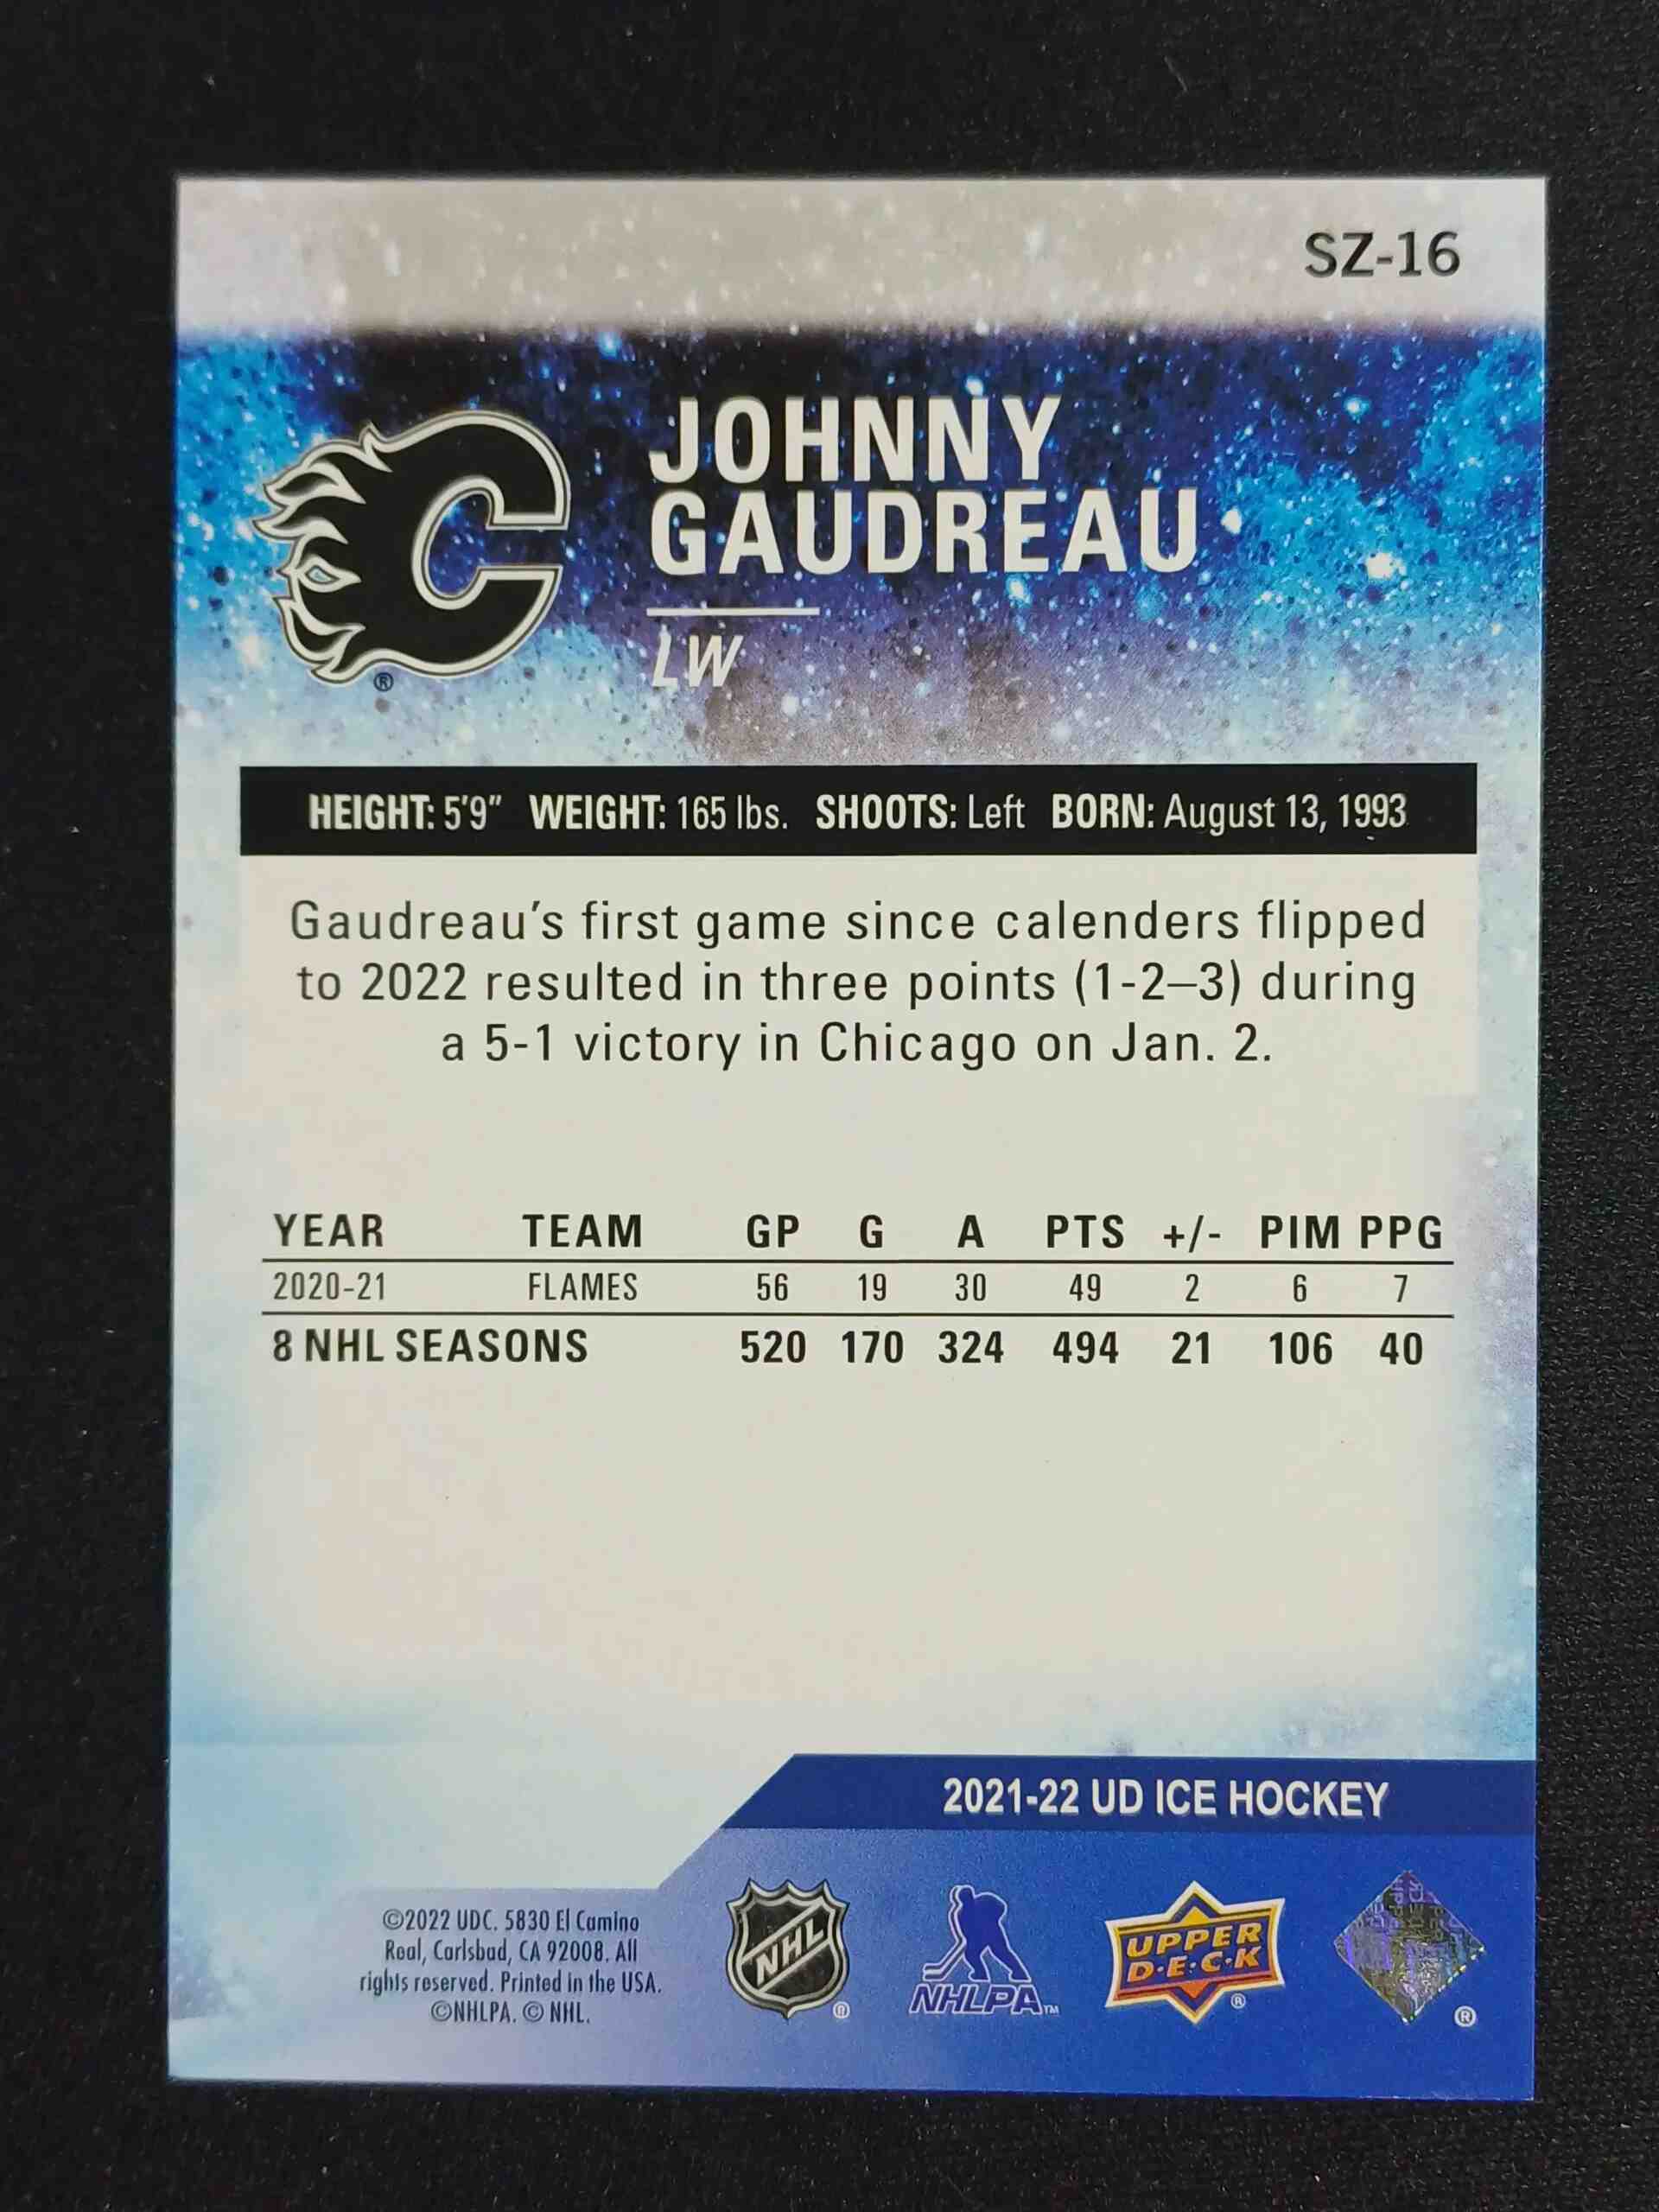 SZ-16
JOHNNY
GAUDREAU
LW
HEIGHT: 5'9" WEIGHT: 165 lbs. SHOOTS: Left BORN: August 13, 1993
Gaudreau's first game since calenders flipped
to 2022 resulted in three points (1-2–3) during
a 5-1 victory in Chicago on Jan. 2.
YEAR TEAM GP G A PTS +/- PIM PPG
2020-21 FLAMES 56 19 30 49 2 6 7
8 NHL SEASONS 520 170 324 494 21 106 40
2021-22 UD ICE HOCKEY
©2022 UDC. 5830 El Camino
Real, Carlsbad, CA 92008. All
rights reserved. Printed in the USA.
©NHLPA. © NHL.
NHL ®
NHLPA™
UPPER
D·E·C·K ®
®